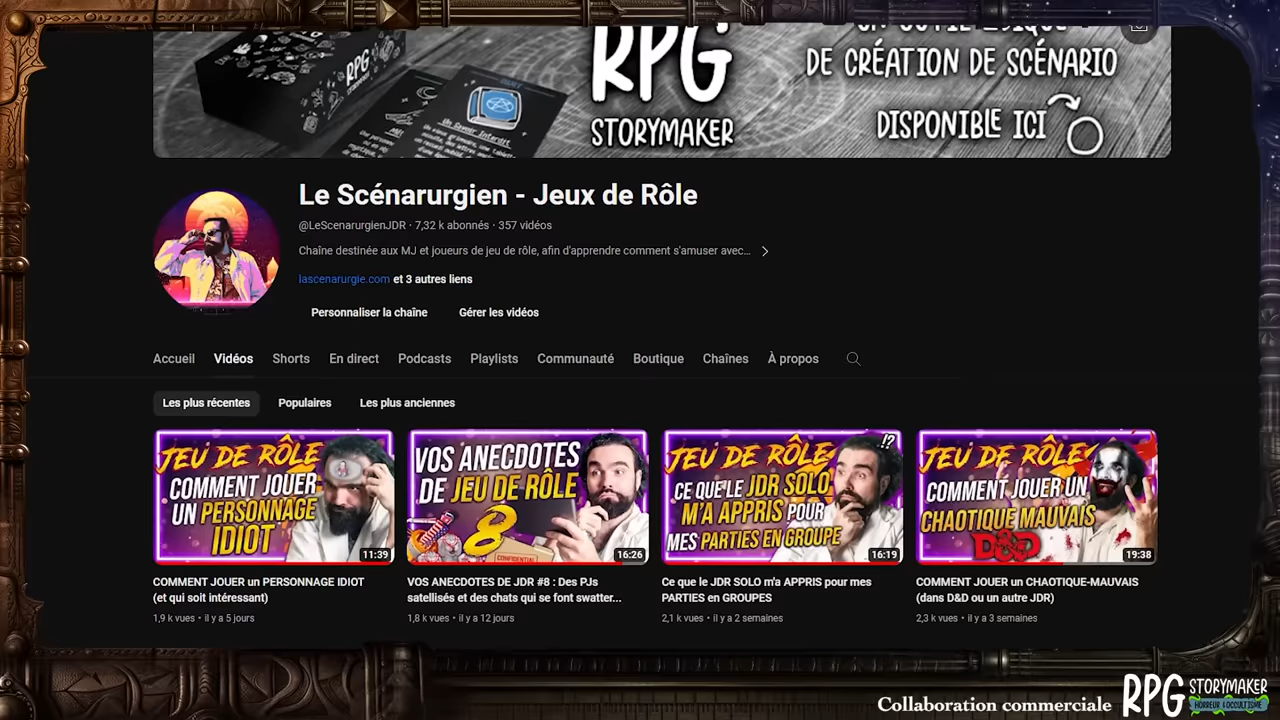 RPG
STORYMAKER
DE CRÉATION DE SCÉNARIO
DISPONIBLE ICI
RPG
Un Savoir Interdit
Le Scénarurgien - Jeux de Rôle
@LeScenarurgienJDR · 7,32 k abonnés · 357 vidéos
Chaîne destinée aux MJ et joueurs de jeu de rôle, afin d'apprendre comment s'amuser avec...
lascenarurgie.com et 3 autres liens
Personnaliser la chaîne Gérer les vidéos
Accueil Vidéos Shorts En direct Podcasts Playlists Communauté Boutique Chaînes À propos
Les plus récentes Populaires Les plus anciennes
JEU DE RÔLE
COMMENT JOUER
UN PERSONNAGE
IDIOT
11:39
VOS ANECDOTES
DE JEU DE RÔLE
8
CONFIDENTIAL
16:26
!?
JEU DE RÔLE
CE QUE LE JDR SOLO
M'A APPRIS POUR
MES PARTIES EN GROUPE
16:19
JEU DE RÔLE
COMMENT JOUER UN
CHAOTIQUE MAUVAIS
D&D
19:38
COMMENT JOUER un PERSONNAGE IDIOT
(et qui soit intéressant)
1,9 k vues • il y a 5 jours
VOS ANECDOTES DE JDR #8 : Des PJs
satellisés et des chats qui se font swatter...
1,8 k vues • il y a 12 jours
Ce que le JDR SOLO m'a APPRIS pour mes
PARTIES en GROUPES
2,1 k vues • il y a 2 semaines
COMMENT JOUER un CHAOTIQUE-MAUVAIS
(dans D&D ou un autre JDR)
2,3 k vues • il y a 3 semaines
Collaboration commerciale
RPG STORYMAKER
HORREUR & OCCULTISME